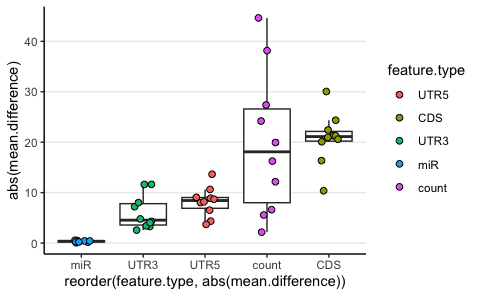 abs(mean.difference)
40
30
20
10
0
miR UTR3 UTR5 count CDS
reorder(feature.type, abs(mean.difference))
feature.type
UTR5
CDS
UTR3
miR
count